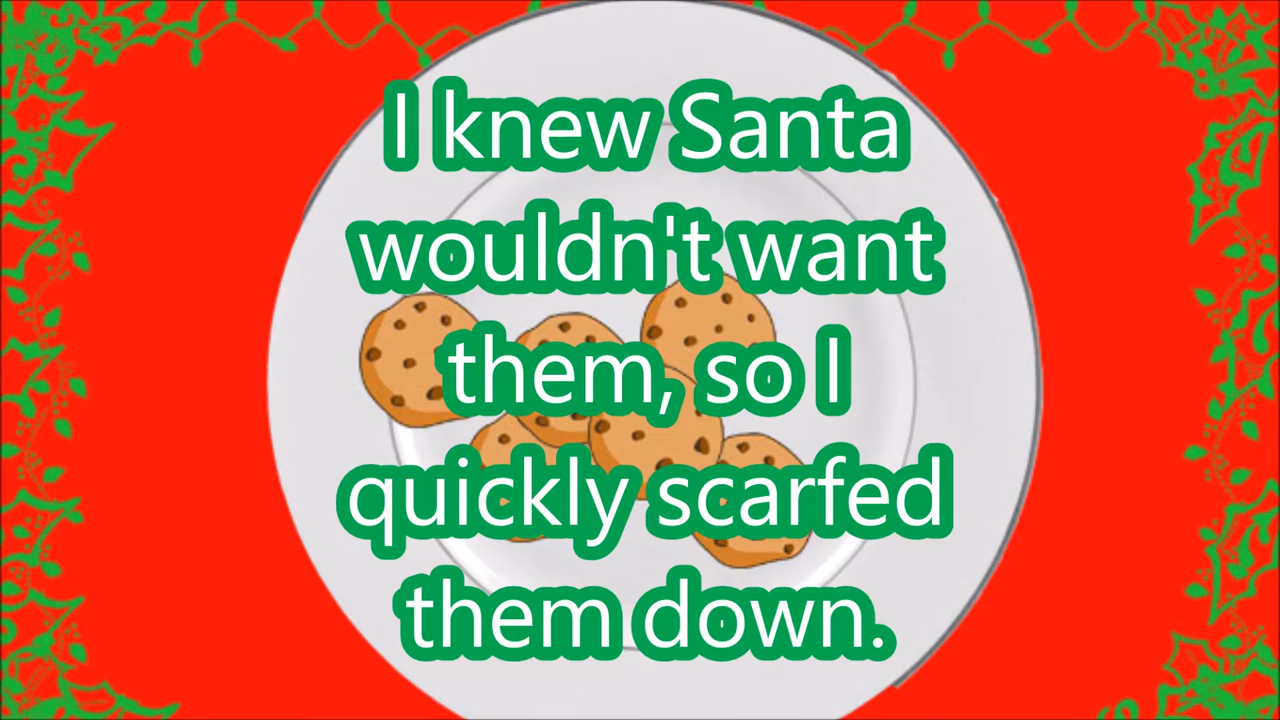 I knew Santa
wouldn't want
them, so I
quickly scarfed
them down.